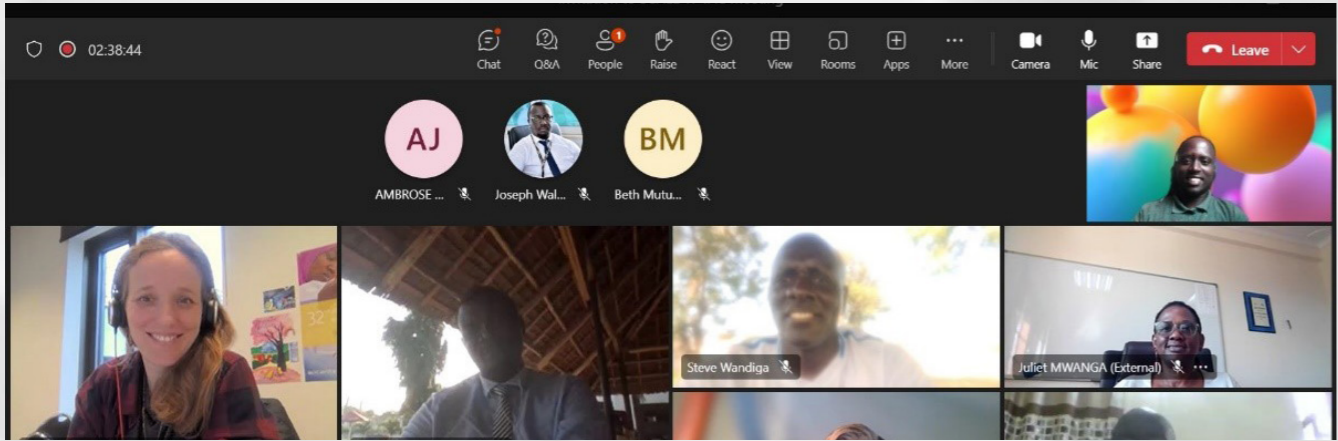 02:38:44
Chat
Q&A
People
1
Raise
React
View
Rooms
Apps
More
Camera
Mic
Share
Leave
AJ
BM
AMBROSE ...
Joseph Wal...
Beth Mutu...
32°
Steve Wandiga
Juliet MWANGA (External)
...